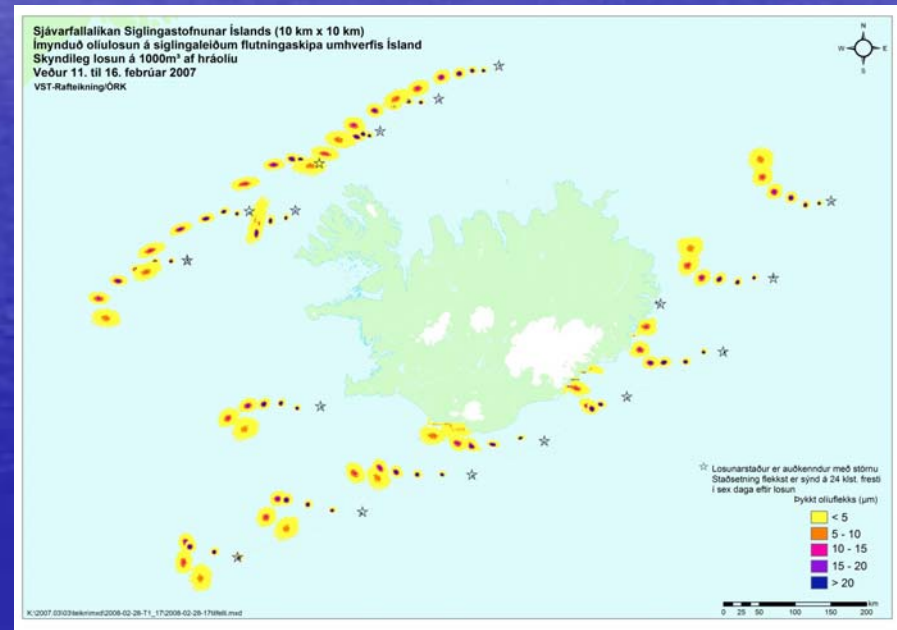 Sjávarfallalíkan Siglingastofnunar Íslands (10 km x 10 km)
Ímynduð olíulosun á siglingaleiðum flutningaskipa umhverfis Ísland
Skyndileg losun á 1000m³ af hráolíu
Veður 11. til 16. febrúar 2007
VST-Rafteikning/ÖRK
N
W E
S
Losunarstaður er auðkenndur með störnu
Staðsetning flekkst er sýnd á 24 klst. fresti
í sex daga eftir losun
Þykkt olíuflekks (µm)
< 5
5 - 10
10 - 15
15 - 20
> 20
km
0 25 50 100 150 200